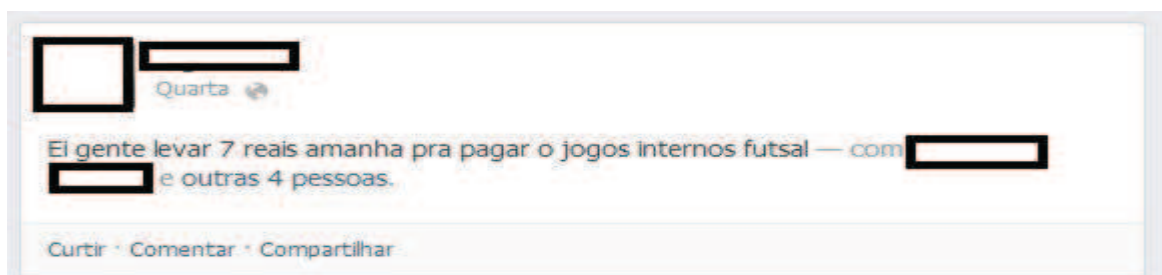 Quarta
Ei gente levar 7 reais amanha pra pagar o jogos internos futsal — com
e outras 4 pessoas.
Curtir · Comentar · Compartilhar